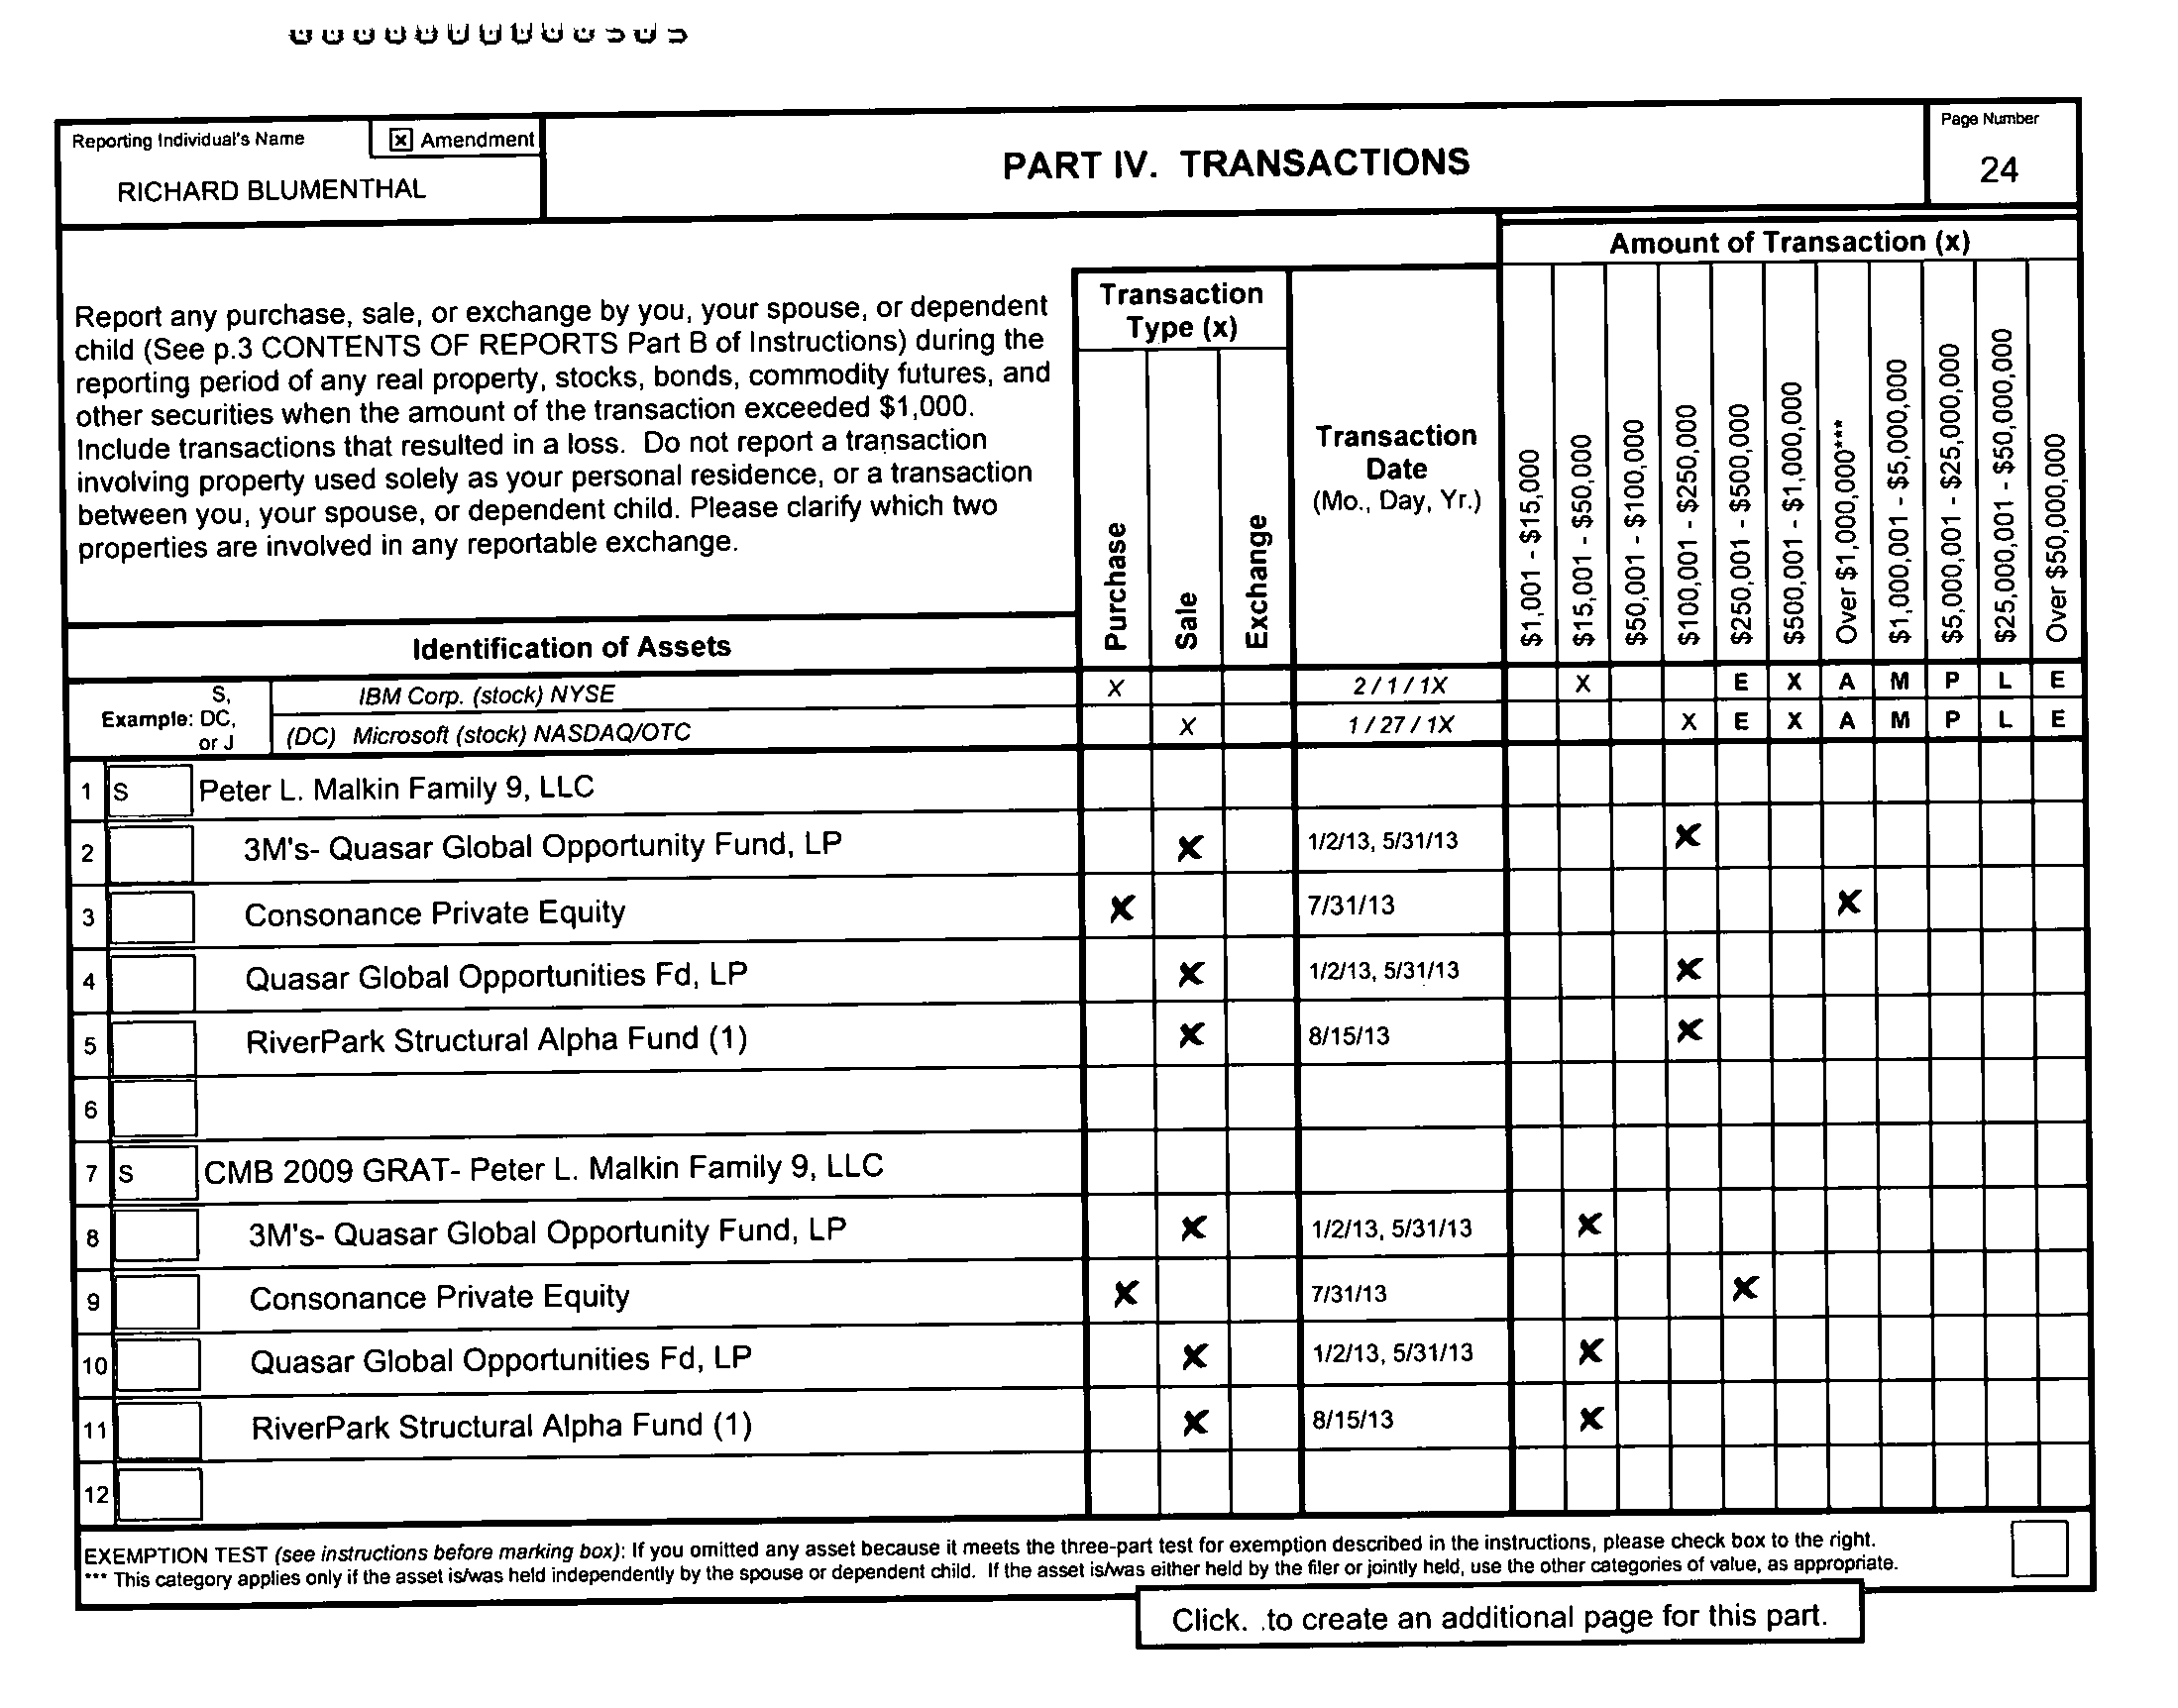 Reporting Individual's Name
[x] Amendment
RICHARD BLUMENTHAL
PART IV. TRANSACTIONS
Page Number
24
Report any purchase, sale, or exchange by you, your spouse, or dependent
child (See p.3 CONTENTS OF REPORTS Part B of Instructions) during the
reporting period of any real property, stocks, bonds, commodity futures, and
other securities when the amount of the transaction exceeded $1,000.
Include transactions that resulted in a loss. Do not report a transaction
involving property used solely as your personal residence, or a transaction
between you, your spouse, or dependent child. Please clarify which two
properties are involved in any reportable exchange.
Identification of Assets
Transaction
Type (x)
Purchase
Sale
Exchange
Transaction
Date
(Mo., Day, Yr.)
Amount of Transaction (x)
$1,001 - $15,000
$15,001 - $50,000
$50,001 - $100,000
$100,001 - $250,000
$250,001 - $500,000
$500,001 - $1,000,000
Over $1,000,000***
$1,000,001 - $5,000,000
$5,000,001 - $25,000,000
$25,000,001 - $50,000,000
Over $50,000,000
Example: S, DC, or J
IBM Corp. (stock) NYSE X 2 / 1 / 1X X E X A M P L E
(DC) Microsoft (stock) NASDAQ/OTC X 1 / 27 / 1X X E X A M P L E
1 S Peter L. Malkin Family 9, LLC
2 3M's- Quasar Global Opportunity Fund, LP X 1/2/13, 5/31/13 X
3 Consonance Private Equity X 7/31/13 X
4 Quasar Global Opportunities Fd, LP X 1/2/13, 5/31/13 X
5 RiverPark Structural Alpha Fund (1) X 8/15/13 X
6
7 S CMB 2009 GRAT- Peter L. Malkin Family 9, LLC
8 3M's- Quasar Global Opportunity Fund, LP X 1/2/13, 5/31/13 X
9 Consonance Private Equity X 7/31/13 X
10 Quasar Global Opportunities Fd, LP X 1/2/13, 5/31/13 X
11 RiverPark Structural Alpha Fund (1) X 8/15/13 X
12
EXEMPTION TEST (see instructions before marking box): If you omitted any asset because it meets the three-part test for exemption described in the instructions, please check box to the right.
*** This category applies only if the asset is/was held independently by the spouse or dependent child. If the asset is/was either held by the filer or jointly held, use the other categories of value, as appropriate.
Click. .to create an additional page for this part.